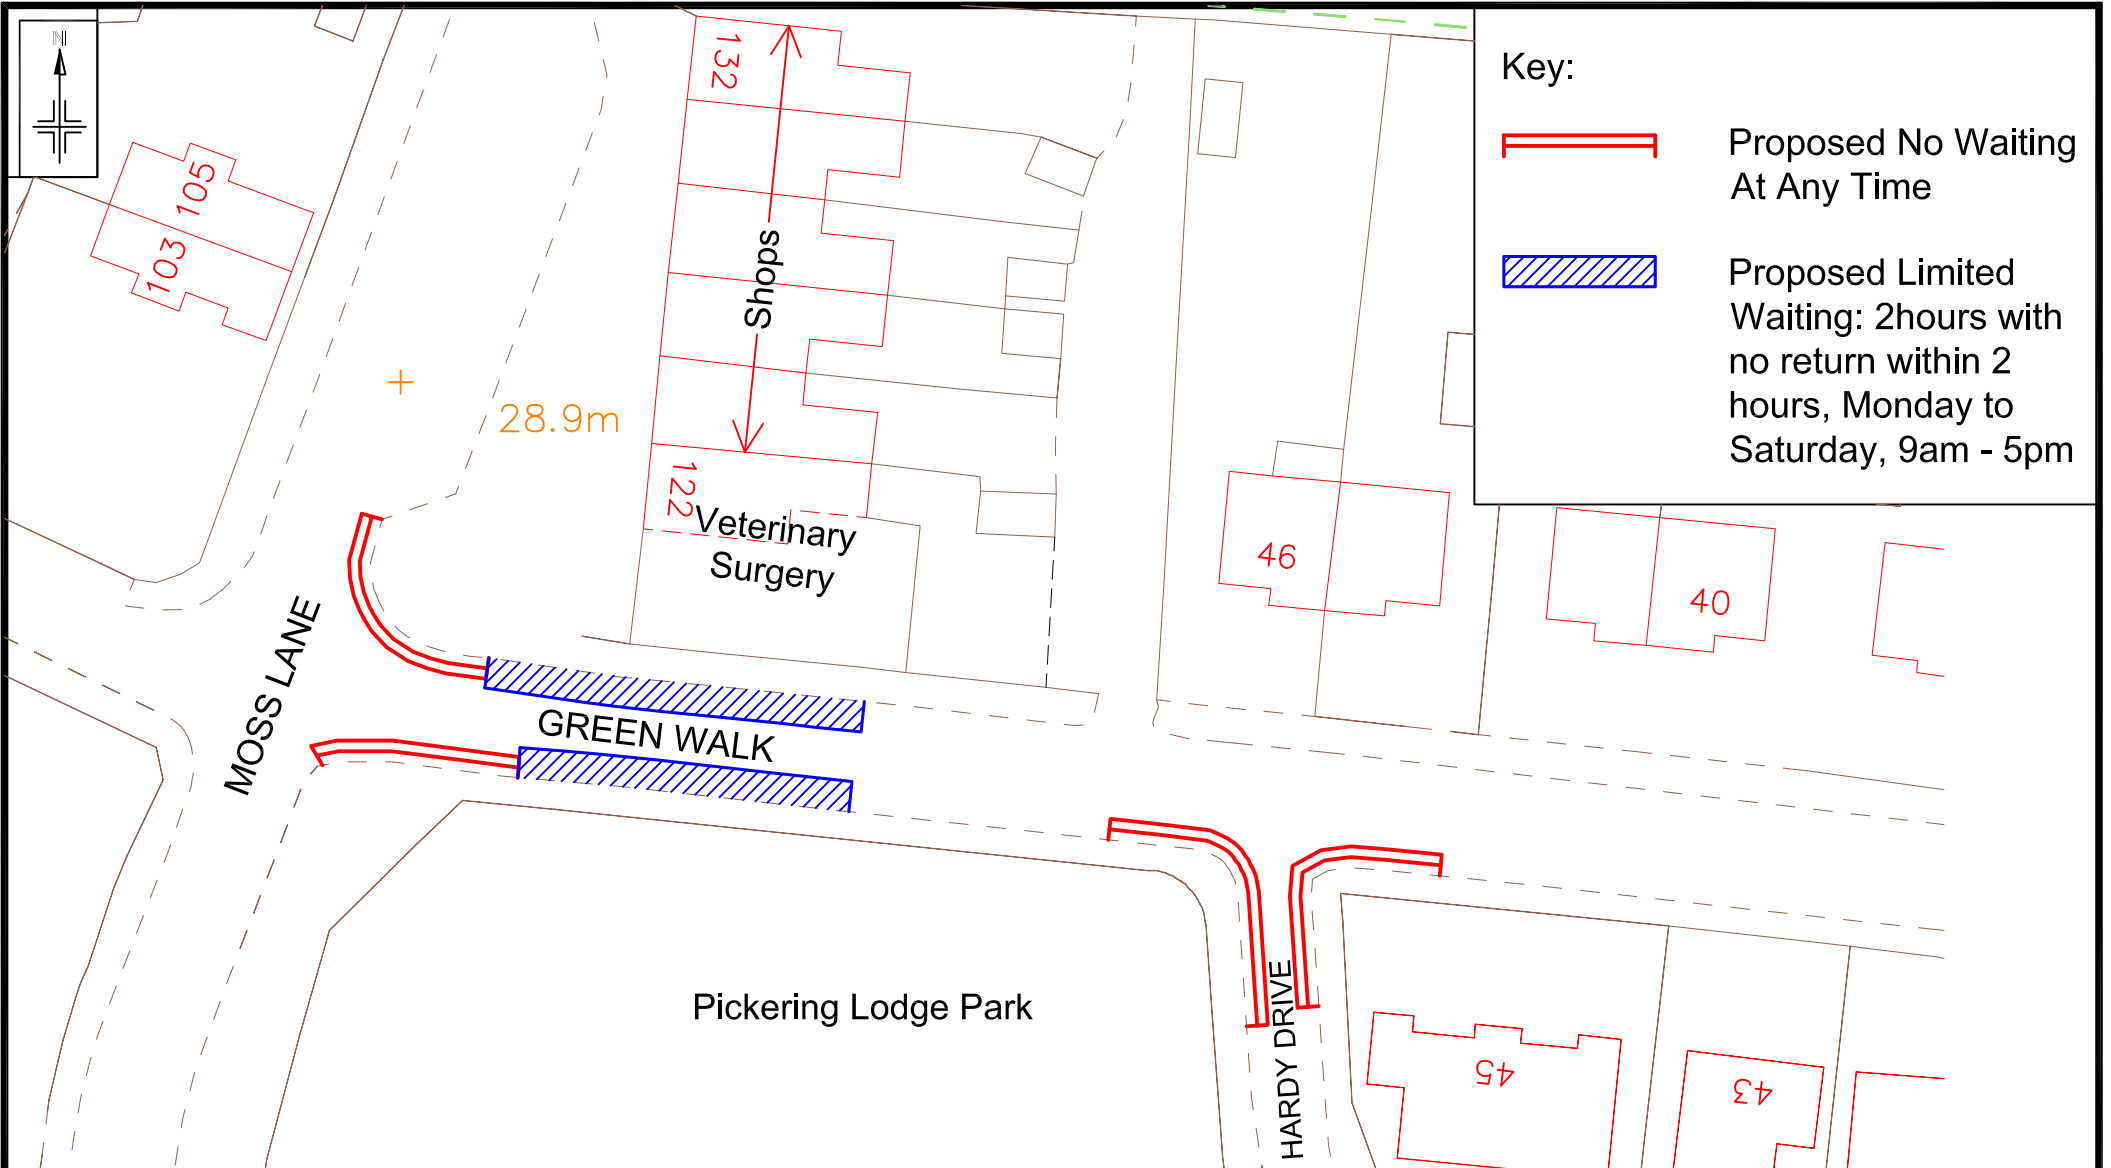 N
Key:
Proposed No Waiting
At Any Time
Proposed Limited
Waiting: 2hours with
no return within 2
hours, Monday to
Saturday, 9am - 5pm
132
105
103
Shops
28.9m
122
Veterinary
Surgery
46
40
MOSS LANE
GREEN WALK
Pickering Lodge Park
HARDY DRIVE
45
43